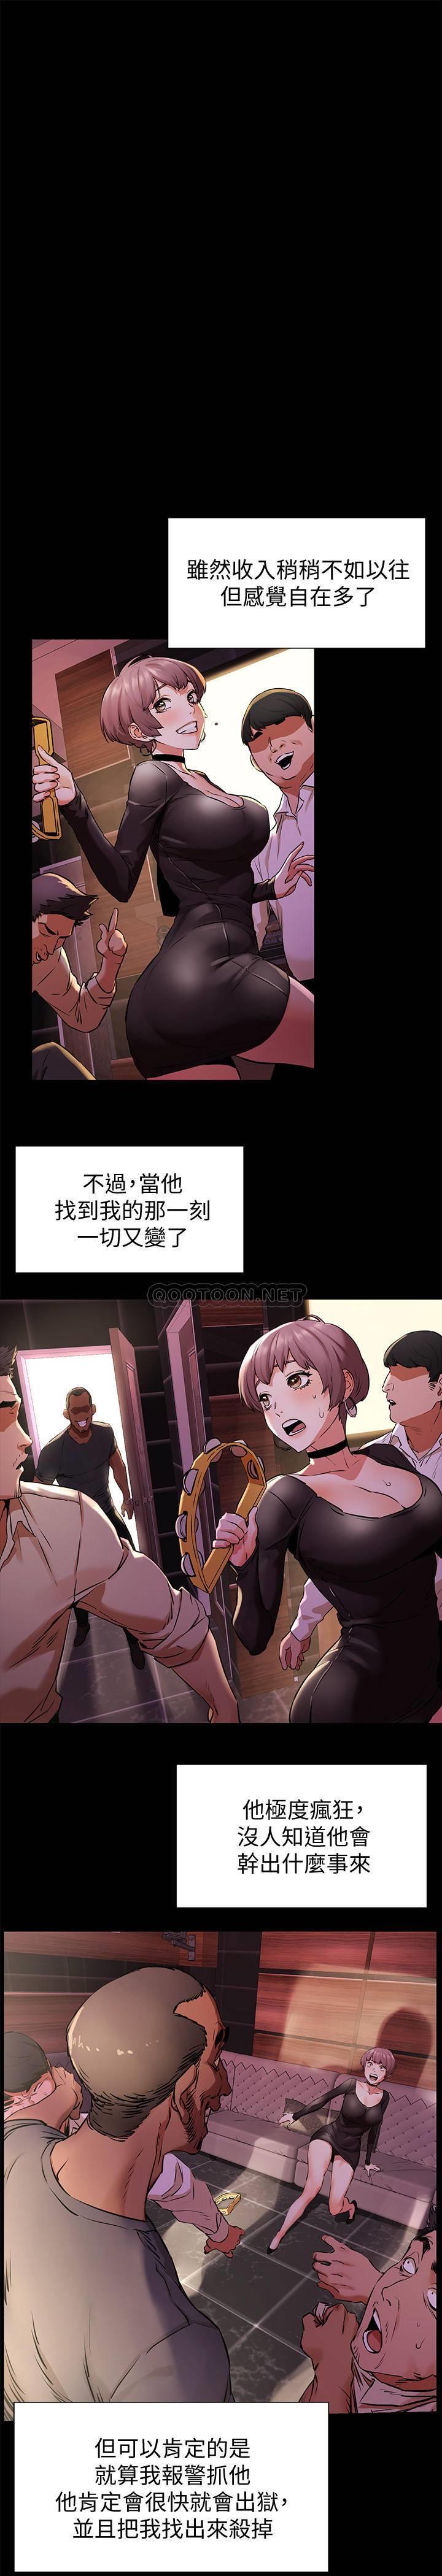 雖然收入稍稍不如以往
但感覺自在多了
不過，當他
找到我的那一刻
一切又變了
QOOTOON.NET
他極度瘋狂，
沒人知道他會
幹出什麼事來
但可以肯定的是
就算我報警抓他
他肯定會很快就會出獄，
並且把我找出來殺掉